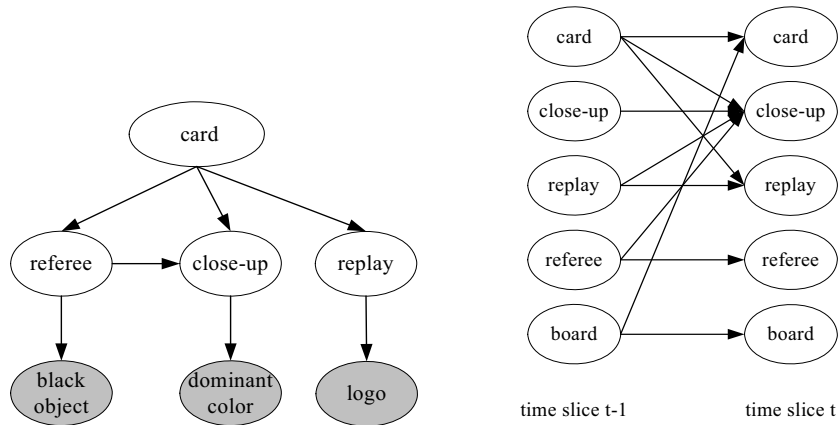 card
referee
close-up
replay
black
object
dominant
color
logo
card
card
close-up
close-up
replay
replay
referee
referee
board
board
time slice t-1
time slice t